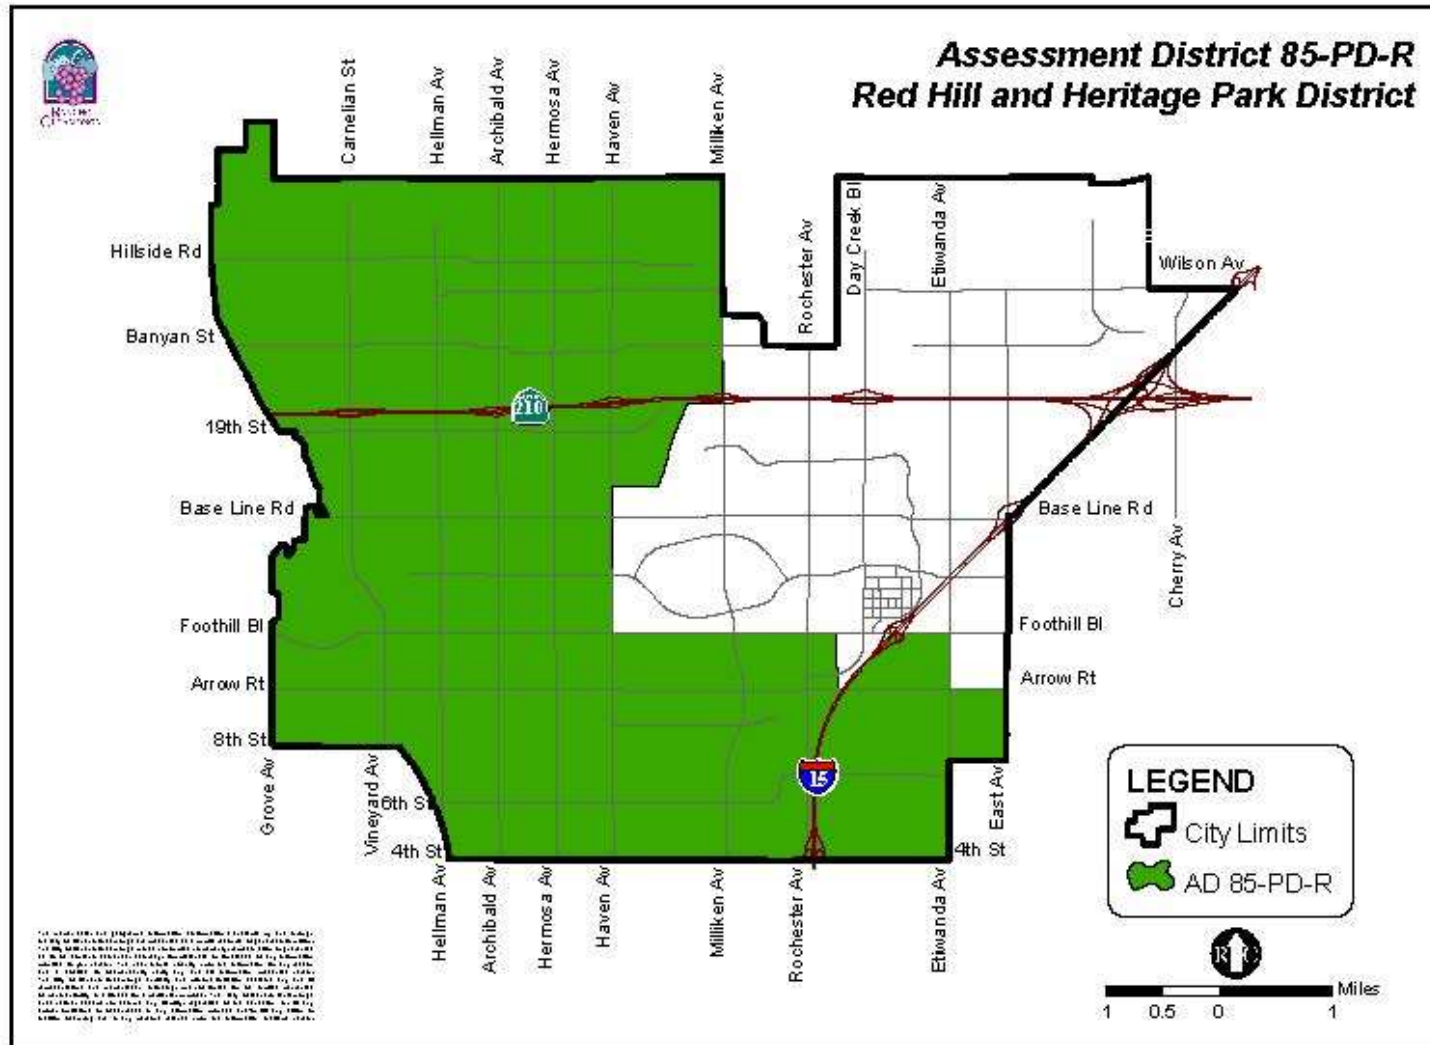 Assessment District 85-PD-R
Red Hill and Heritage Park District
RANCHO
CUCAMONGA
Carnelian St
Hellman Av
Archibald Av
Hermosa Av
Haven Av
Milliken Av
Rochester Av
Day Creek Bl
Etiwanda Av
Hillside Rd
Wilson Av
Banyan St
210
19th St
Base Line Rd
Base Line Rd
Cherry Av
Foothill Bl
Foothill Bl
Arrow Rt
Arrow Rt
8th St
15
Grove Av
Vineyard Av
6th St
East Av
4th St
4th St
Hellman Av
Archibald Av
Hermosa Av
Haven Av
Milliken Av
Rochester Av
Etiwanda Av
LEGEND
City Limits
AD 85-PD-R
R C
Miles
1 0.5 0 1